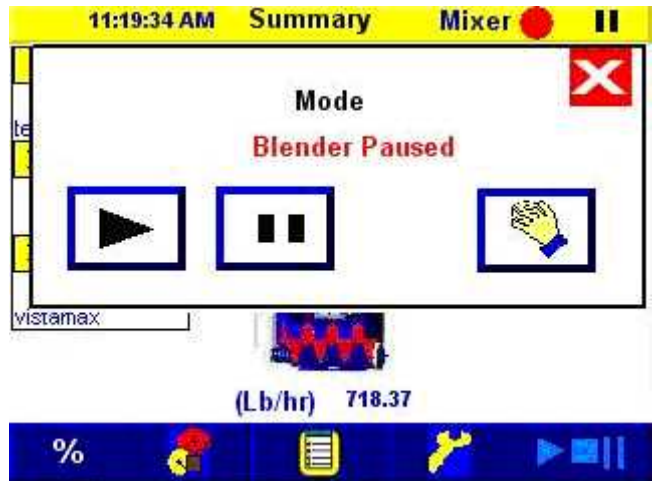 11:19:34 AM Summary Mixer
Mode
Blender Paused
te
vistamax
(Lb/hr) 718.37
%